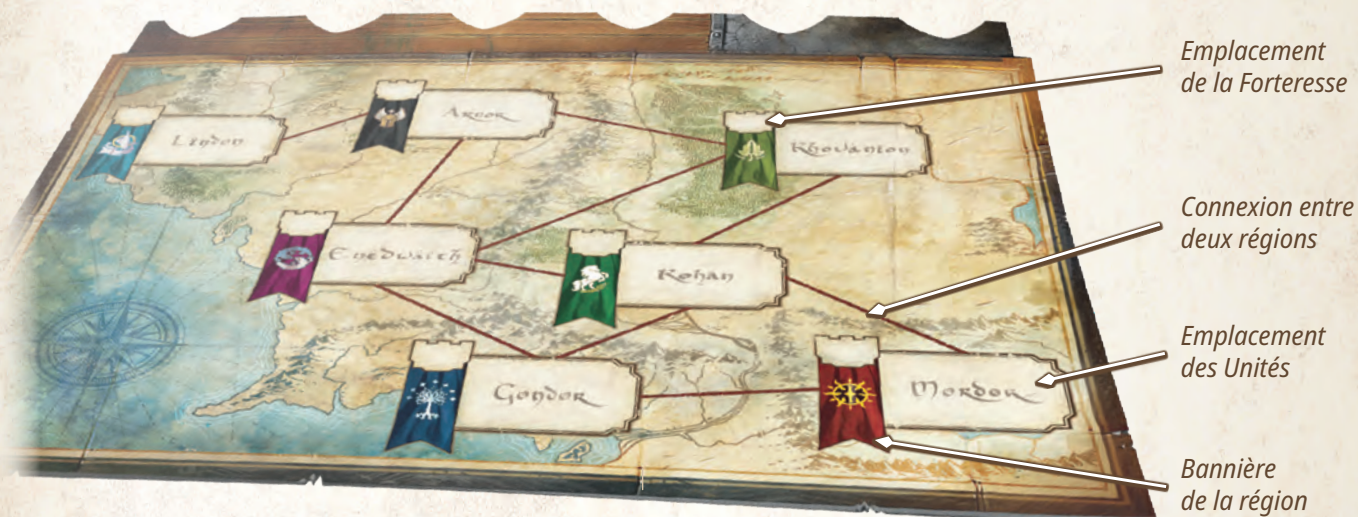 Emplacement
de la Forteresse
Lindon
Arnor
Rhovanion
Connexion entre
deux régions
Enedwaith
Rohan
Emplacement
des Unités
Gondor
Mordor
Bannière
de la région